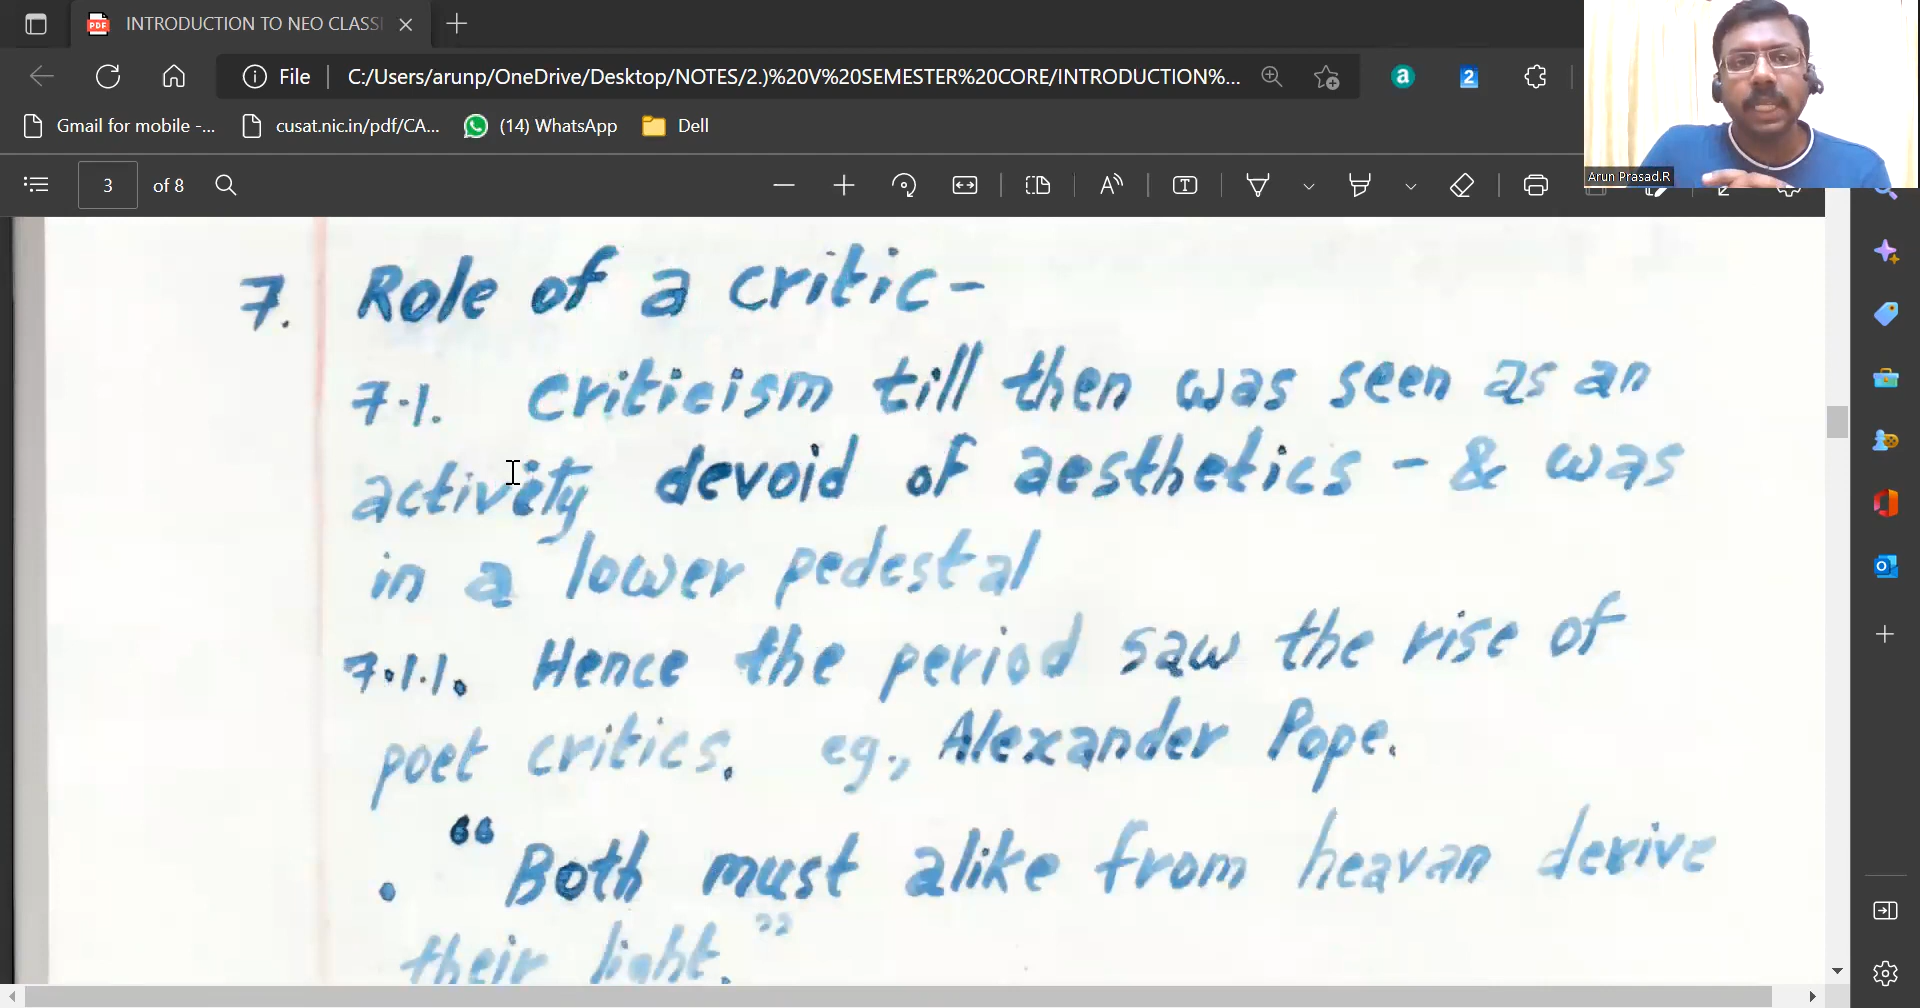 INTRODUCTION TO NEO CLASSI
File C:/Users/arunp/OneDrive/Desktop/NOTES/2.)%20V%20SEMESTER%20CORE/INTRODUCTION%...
a
2
Gmail for mobile -...
cusat.nic.in/pdf/CA...
(14) WhatsApp
Dell
3 of 8
Arun Prasad.R
7. Role of a critic-
7.1. Criticism till then was seen as an
activety devoid of aesthetics - & was
in a lower pedestal
7.1.1. Hence the period saw the rise of
poet critics. eg., Alexander Pope.
. "Both must alike from heavan derive
their light."